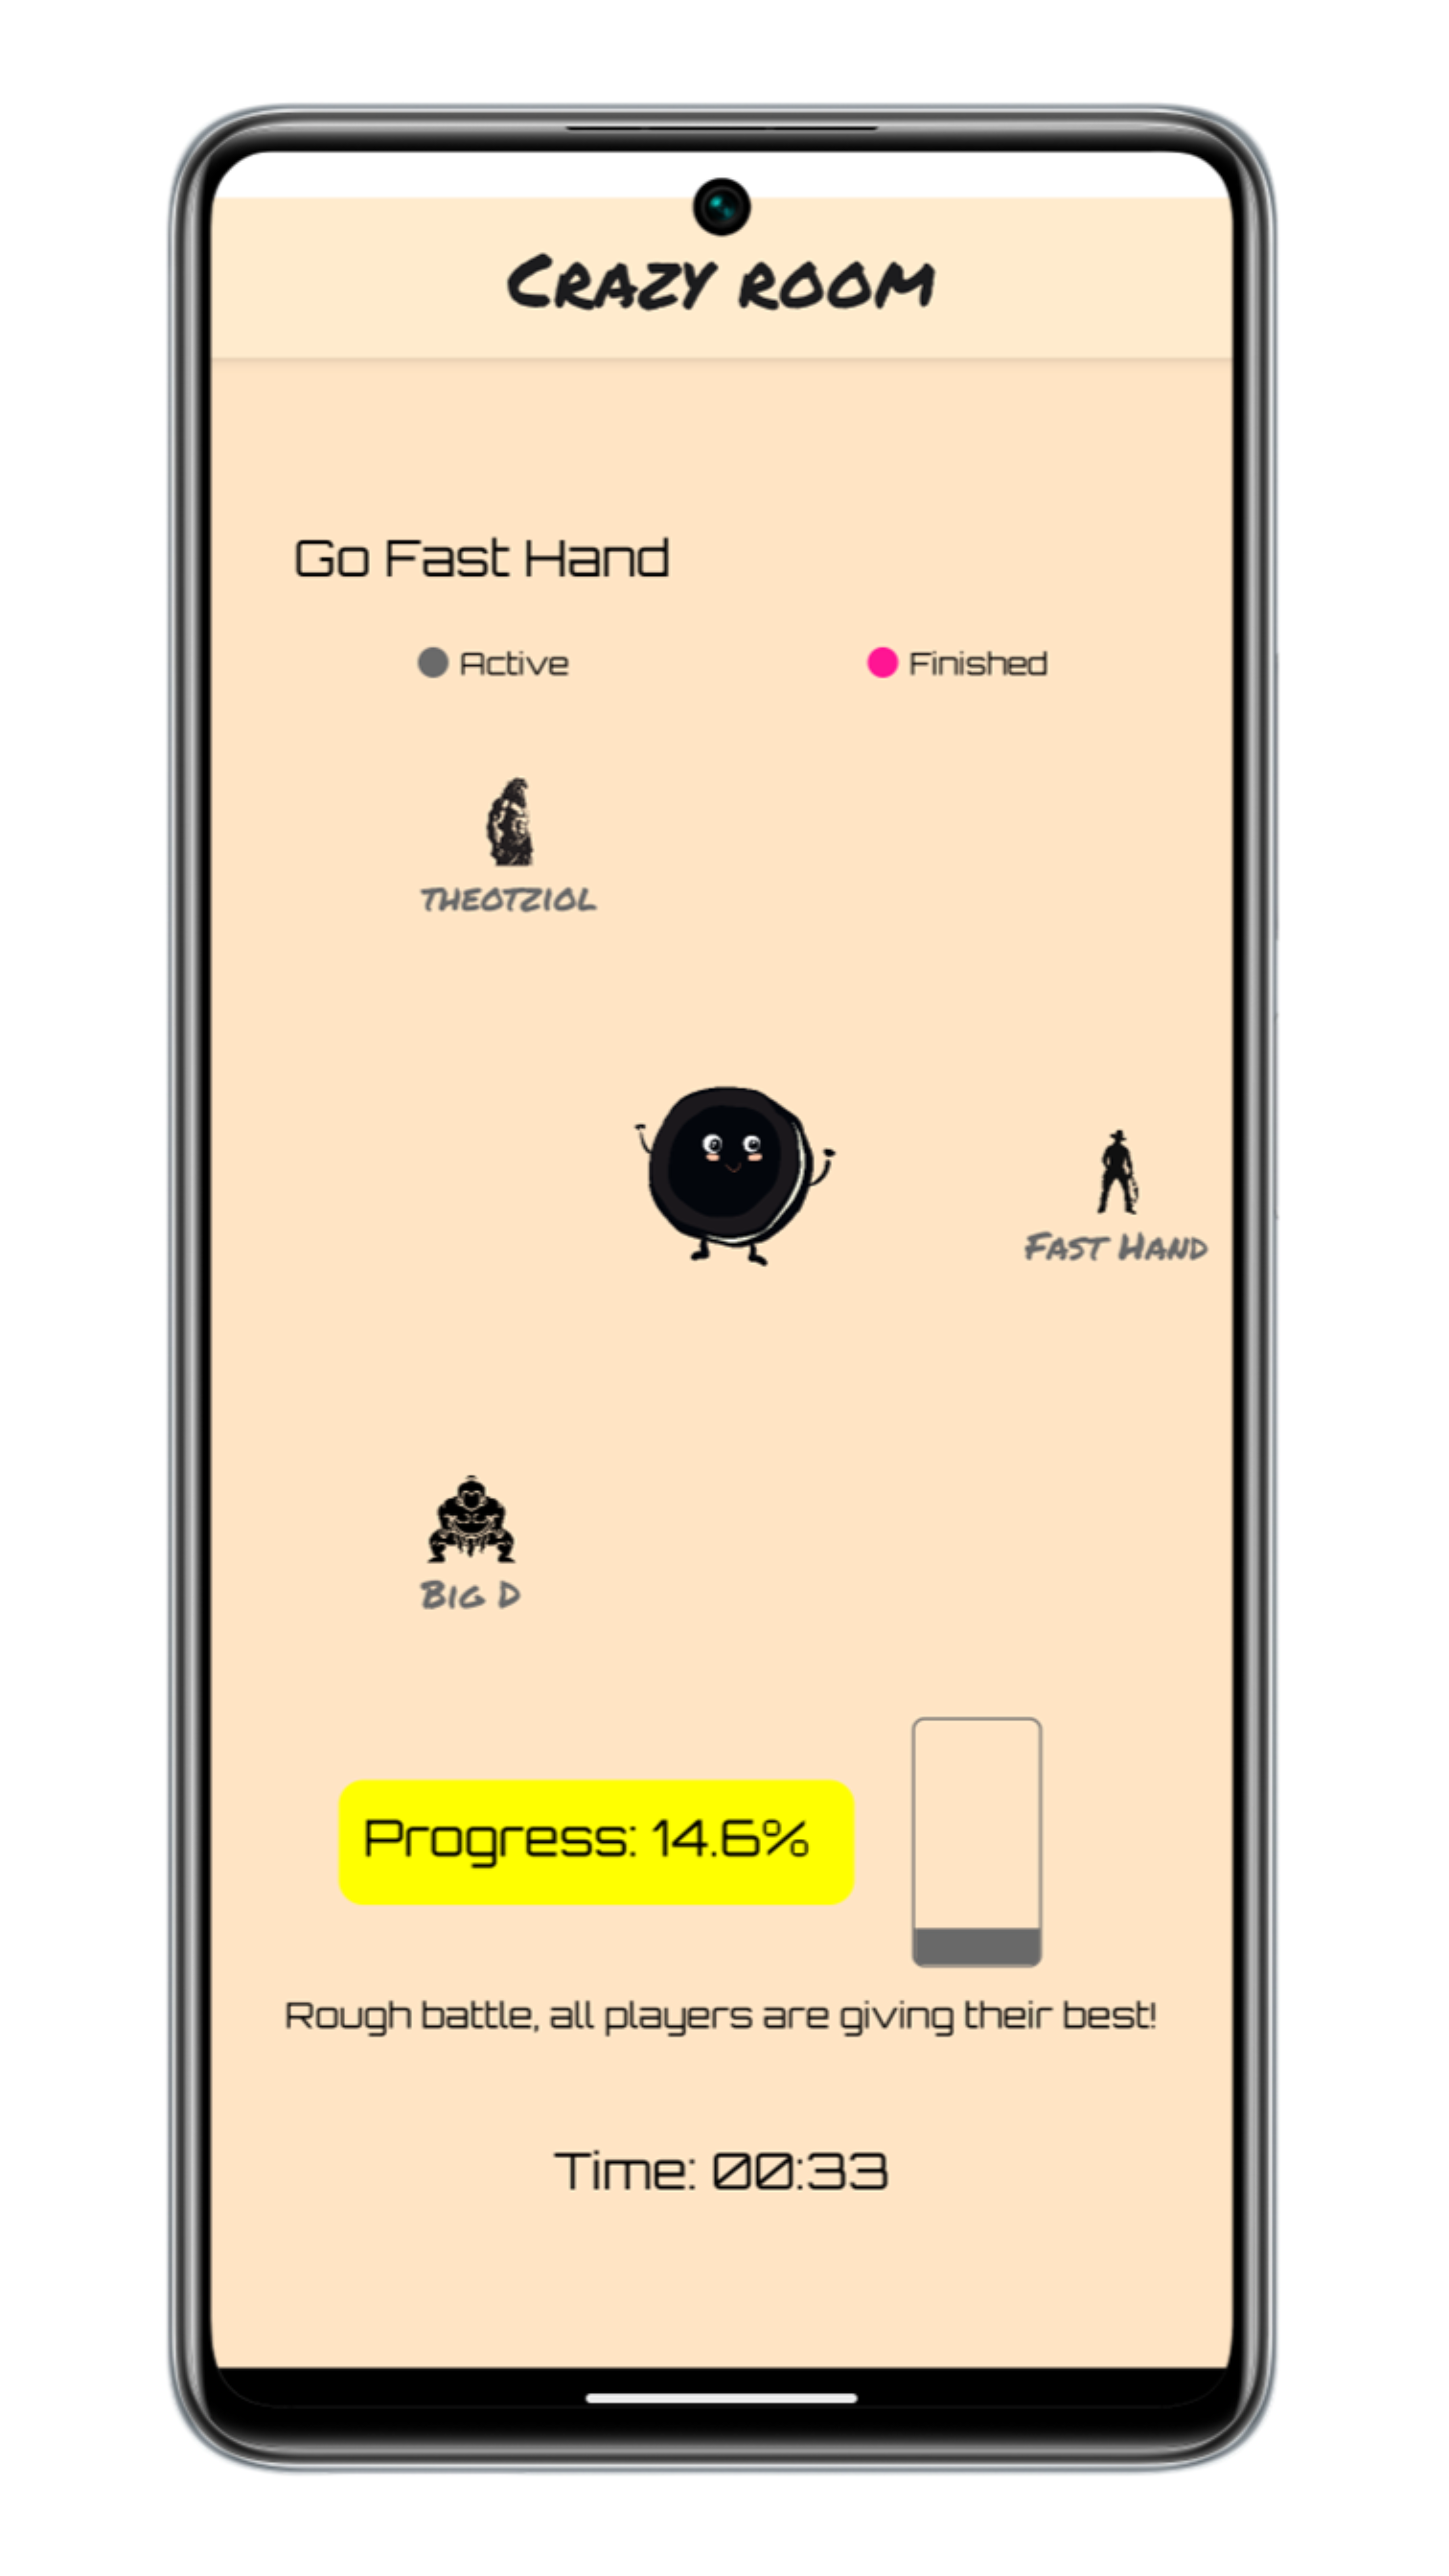 Crazy room
Go Fast Hand
Active
Finished
theotziol
Fast Hand
Big D
Progress: 14.6%
Rough battle, all players are giving their best!
Time: 00:33